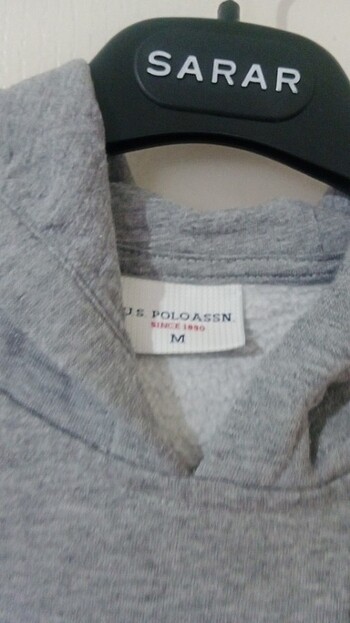 SARAR
U.S. POLO ASSN.
SINCE 1890
M